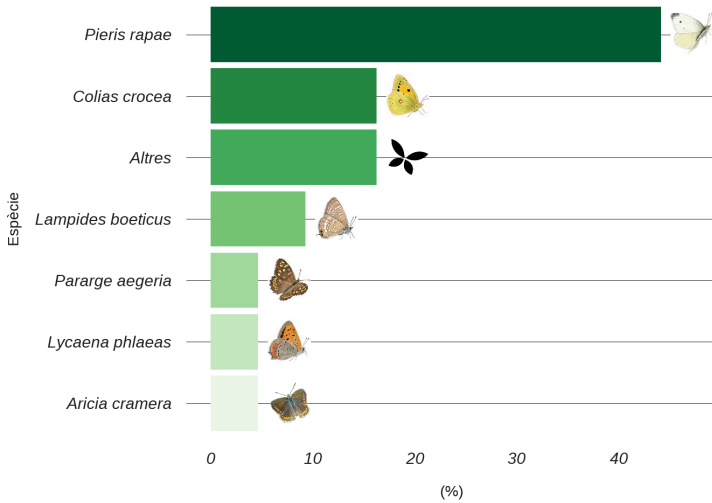 Pieris rapae
Colias crocea
Altres
Lampides boeticus
Pararge aegeria
Lycaena phlaeas
Aricia cramera
Espècie
0 10 20 30 40
(%)